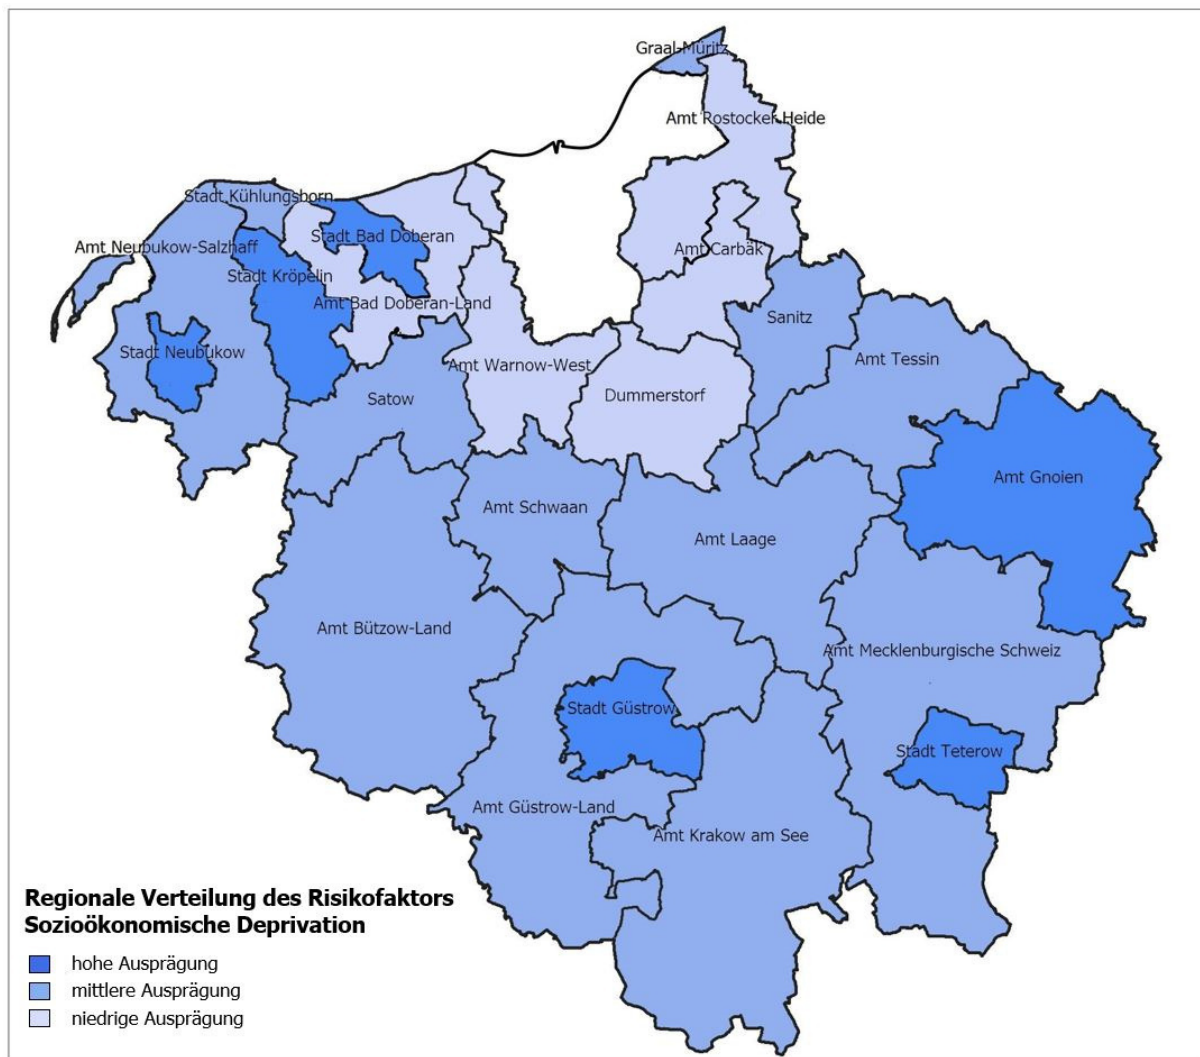 Graal-Müritz
Amt Rostocker Heide
Stadt Kühlungsborn
Stadt Bad Doberan
Amt Neubukow-Salzhaff
Amt Carbäk
Stadt Kröpelin
Amt Bad Doberan-Land
Sanitz
Stadt Neubukow
Amt Tessin
Amt Warnow-West
Satow
Dummerstorf
Amt Gnoien
Amt Schwaan
Amt Laage
Amt Bützow-Land
Amt Mecklenburgische Schweiz
Stadt Güstrow
Stadt Teterow
Amt Güstrow-Land
Amt Krakow am See
Regionale Verteilung des Risikofaktors
Sozioökonomische Deprivation
hohe Ausprägung
mittlere Ausprägung
niedrige Ausprägung